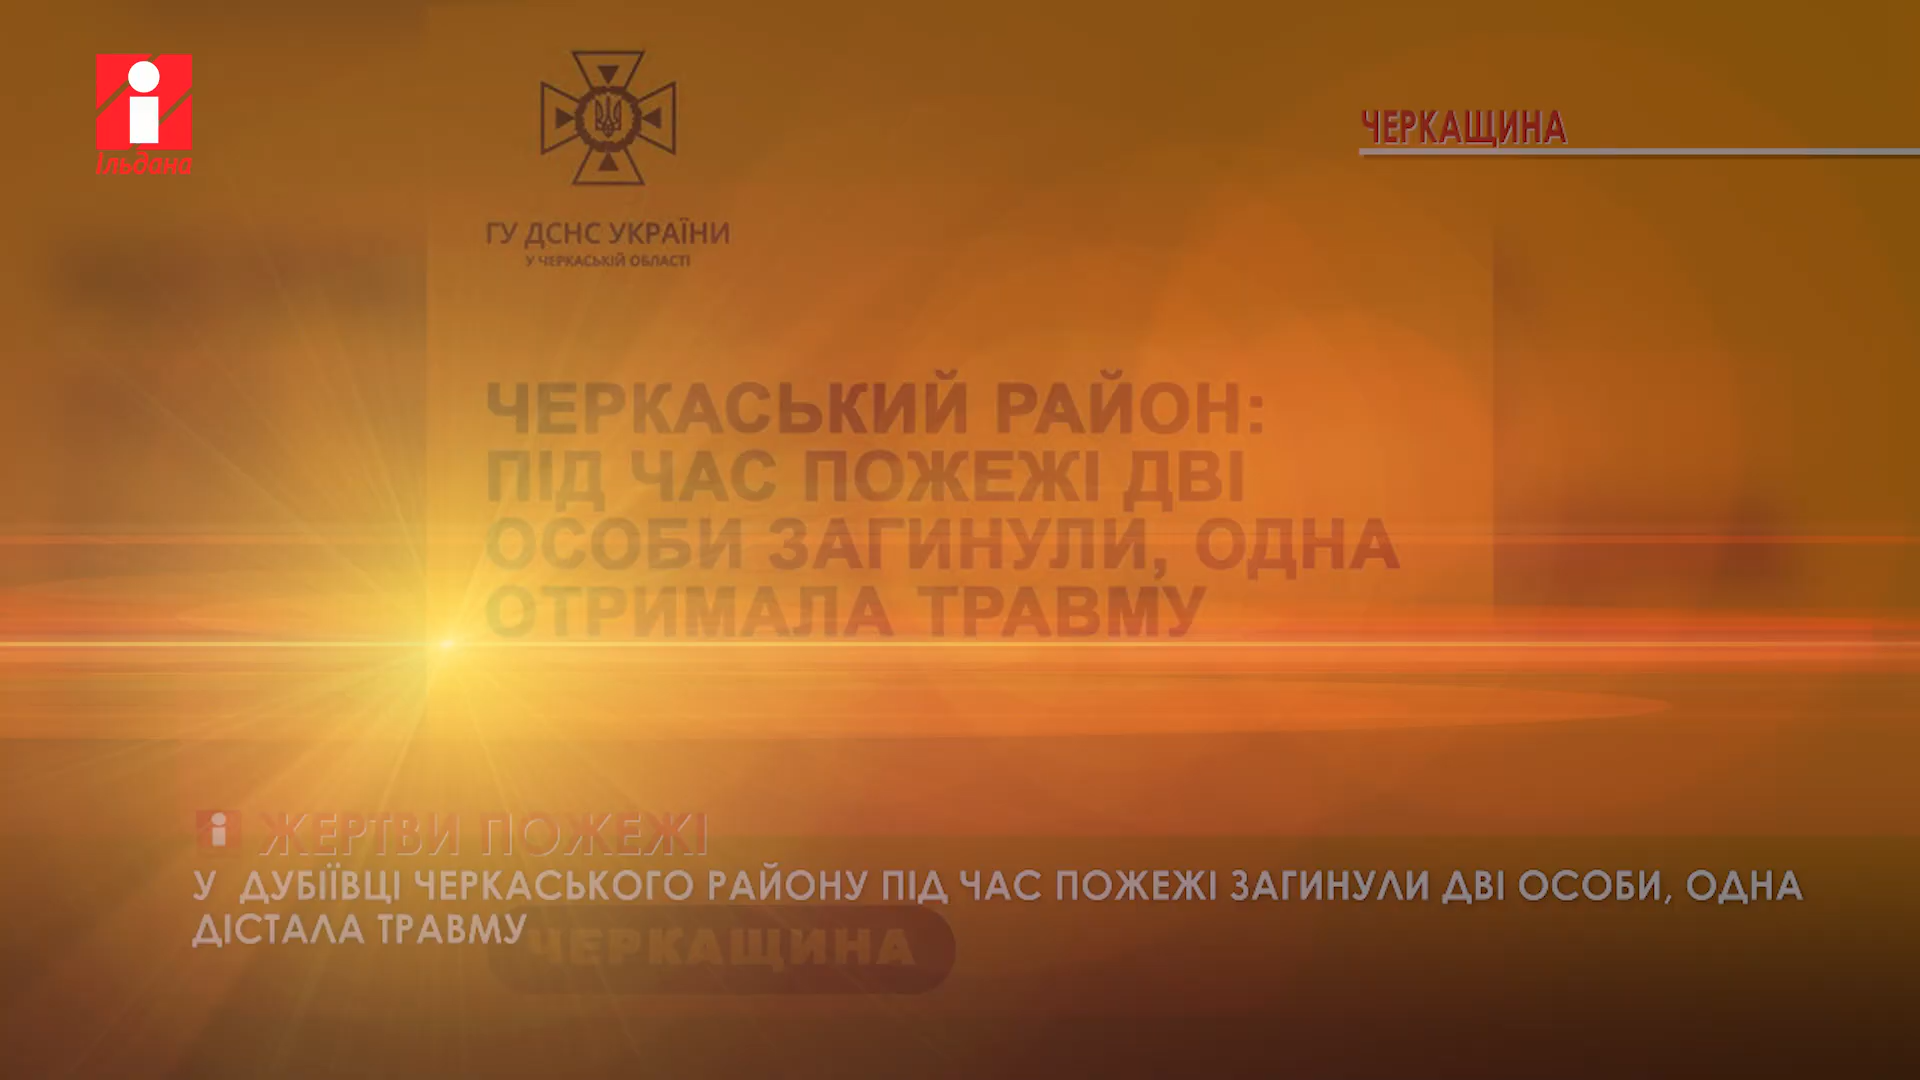 Ільдана
ЧЕРКАЩИНА
ГУ ДСНС УКРАЇНИ
У ЧЕРКАСЬКІЙ ОБЛАСТІ
ЧЕРКАСЬКИЙ РАЙОН:
ПІД ЧАС ПОЖЕЖІ ДВІ
ОСОБИ ЗАГИНУЛИ, ОДНА
ОТРИМАЛА ТРАВМУ
ЖЕРТВИ ПОЖЕЖІ
У ДУБІЇВЦІ ЧЕРКАСЬКОГО РАЙОНУ ПІД ЧАС ПОЖЕЖІ ЗАГИНУЛИ ДВІ ОСОБИ, ОДНА
ДІСТАЛА ТРАВМУ
ЧЕРКАЩИНА